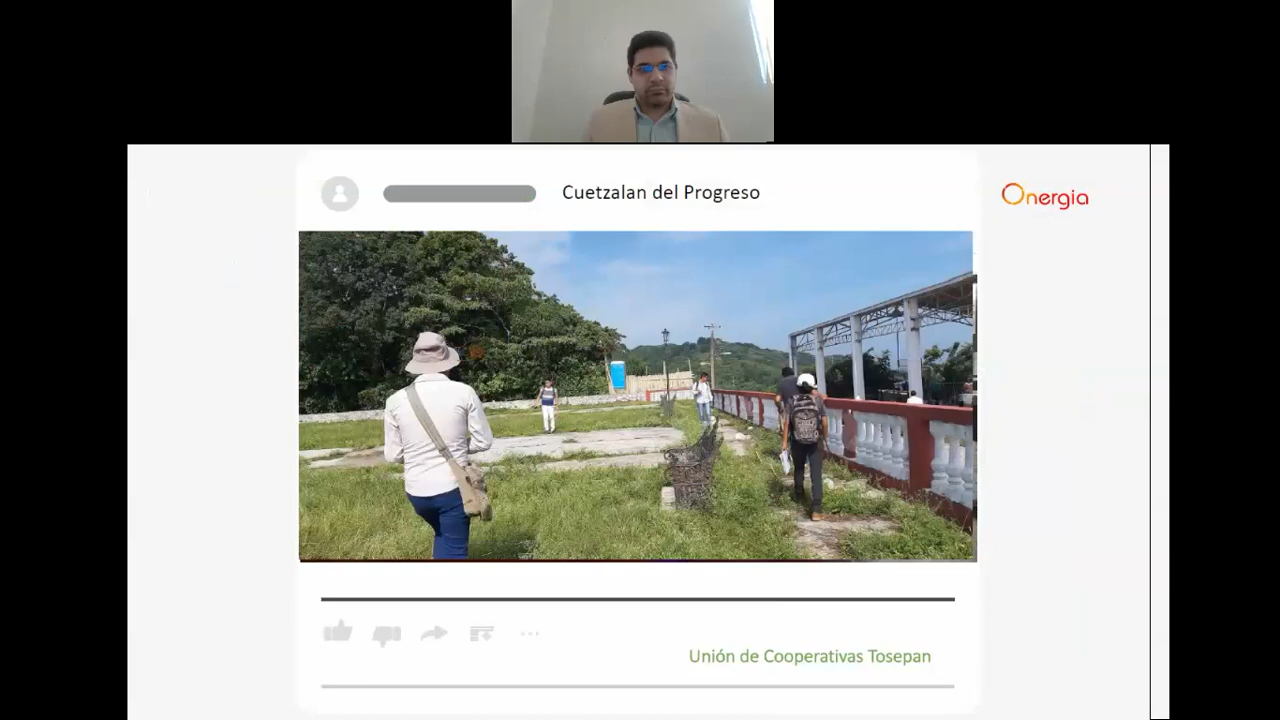 Cuetzalan del Progreso
Onergia
Unión de Cooperativas Tosepan